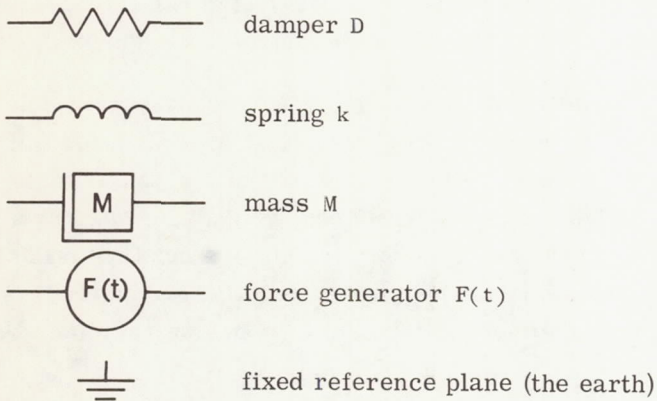 damper D
spring k
M mass M
F(t) force generator F(t)
fixed reference plane (the earth)